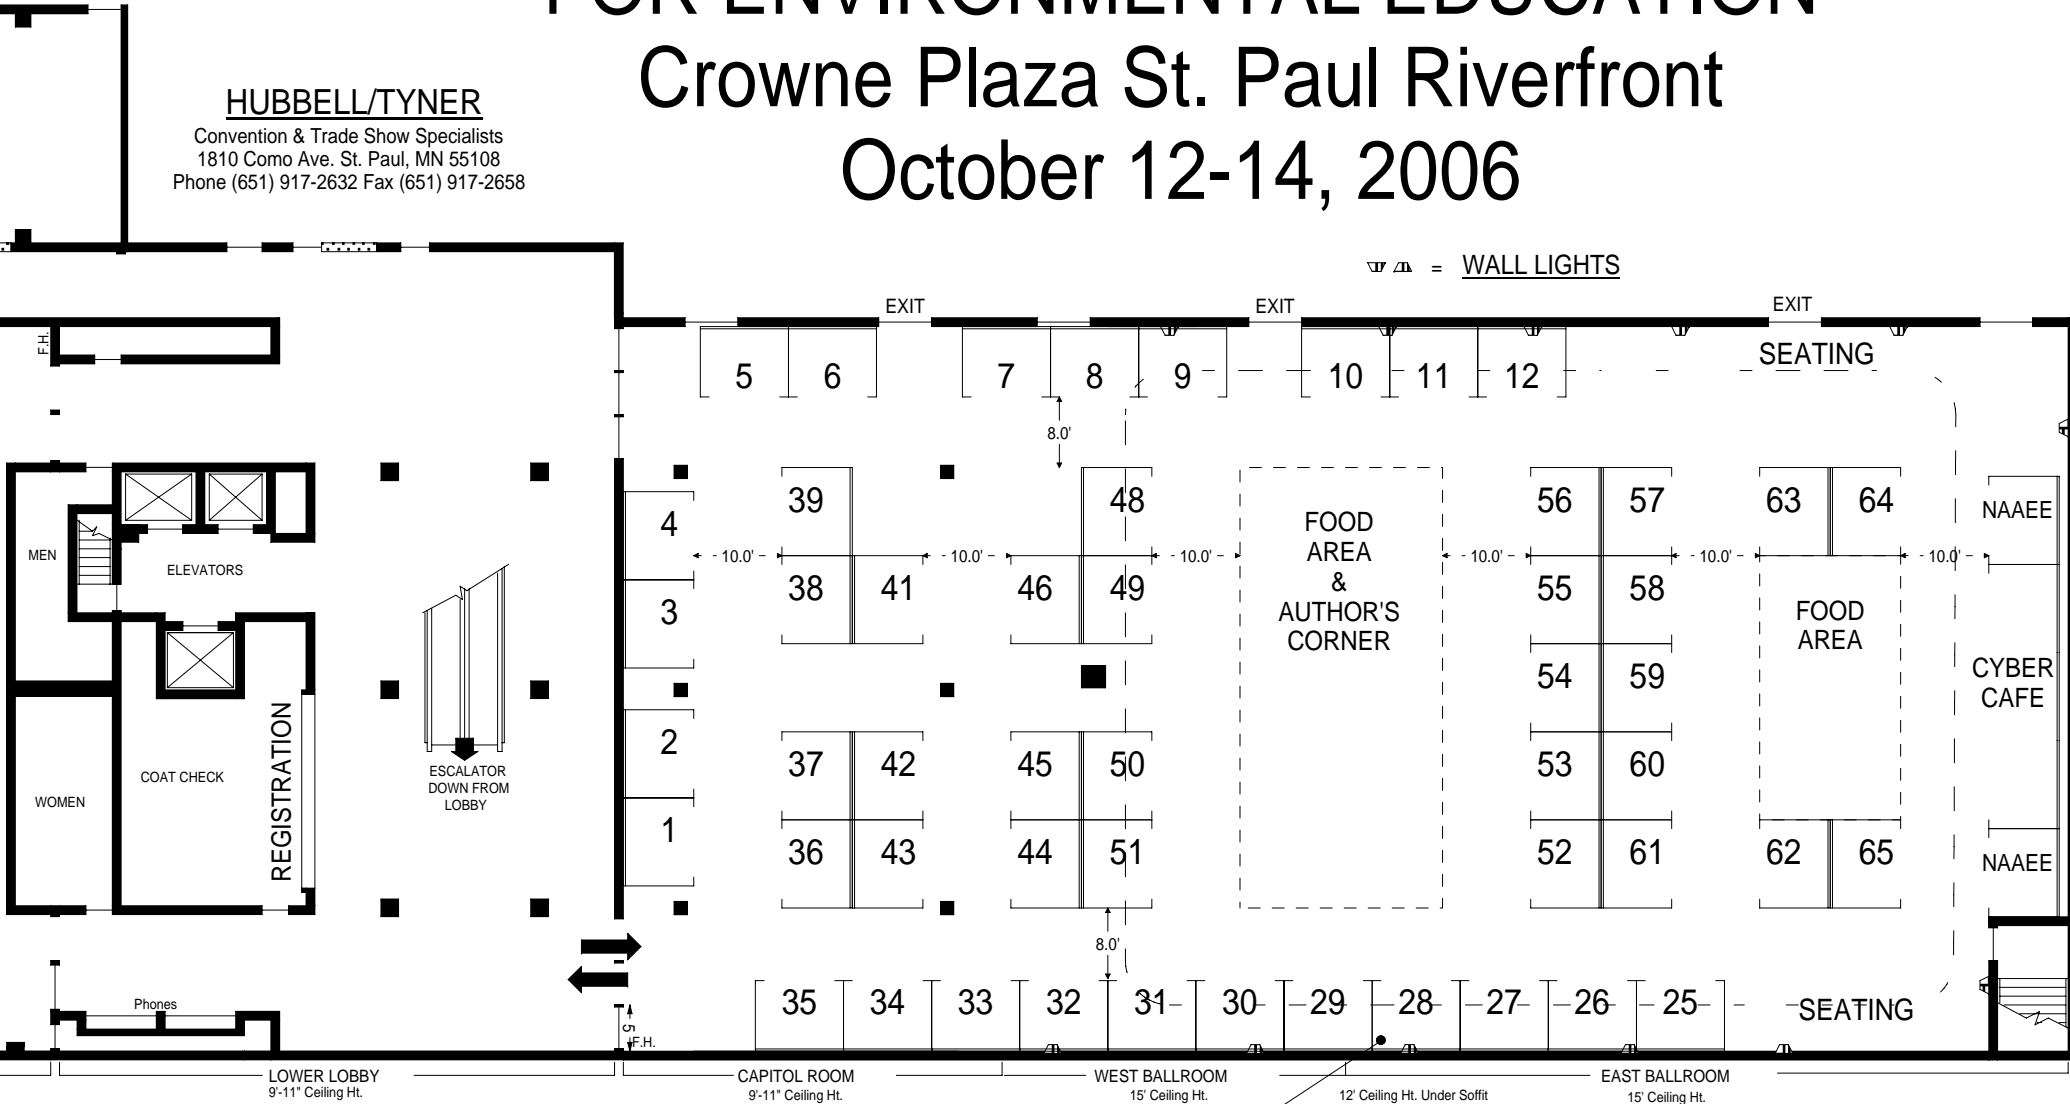 FOR ENVIRONMENTAL EDUCATION
Crowne Plaza St. Paul Riverfront
October 12-14, 2006
HUBBELL/TYNER
Convention & Trade Show Specialists
1810 Como Ave. St. Paul, MN 55108
Phone (651) 917-2632 Fax (651) 917-2658
= WALL LIGHTS
EXIT
EXIT
EXIT
F.H.
5
6
7
8
9
10
11
12
SEATING
8.0'
39
48
56
57
63
64
NAAEE
4
FOOD
AREA
&
AUTHOR'S
CORNER
MEN
ELEVATORS
10.0'
10.0'
10.0'
10.0'
10.0'
10.0'
38
41
46
49
55
58
3
FOOD
AREA
54
59
CYBER
CAFE
REGISTRATION
2
37
42
45
50
53
60
COAT CHECK
WOMEN
ESCALATOR
DOWN FROM
LOBBY
1
36
43
44
51
52
61
62
65
NAAEE
8.0'
Phones
5'
F.H.
35
34
33
32
31
30
29
28
27
26
25
SEATING
LOWER LOBBY
9'-11" Ceiling Ht.
CAPITOL ROOM
9'-11" Ceiling Ht.
WEST BALLROOM
15' Ceiling Ht.
12' Ceiling Ht. Under Soffit
EAST BALLROOM
15' Ceiling Ht.